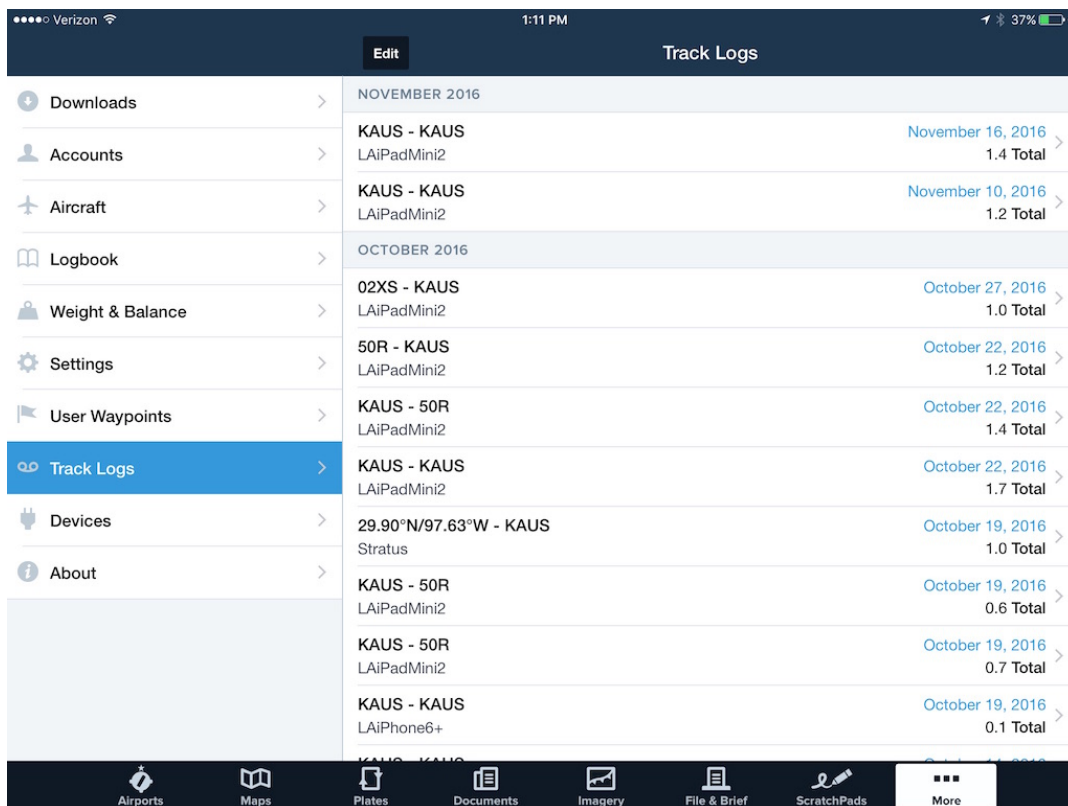 Verizon 1:11 PM 37%
Edit Track Logs
Downloads
Accounts
Aircraft
Logbook
Weight & Balance
Settings
User Waypoints
Track Logs
Devices
About
NOVEMBER 2016
KAUS - KAUS November 16, 2016
LAiPadMini2 1.4 Total
KAUS - KAUS November 10, 2016
LAiPadMini2 1.2 Total
OCTOBER 2016
02XS - KAUS October 27, 2016
LAiPadMini2 1.0 Total
50R - KAUS October 22, 2016
LAiPadMini2 1.2 Total
KAUS - 50R October 22, 2016
LAiPadMini2 1.4 Total
KAUS - KAUS October 22, 2016
LAiPadMini2 1.7 Total
29.90°N/97.63°W - KAUS October 19, 2016
Stratus 1.0 Total
KAUS - 50R October 19, 2016
LAiPadMini2 0.6 Total
KAUS - 50R October 19, 2016
LAiPadMini2 0.7 Total
KAUS - KAUS October 19, 2016
LAiPhone6+ 0.1 Total
Airports Maps Plates Documents Imagery File & Brief ScratchPads More